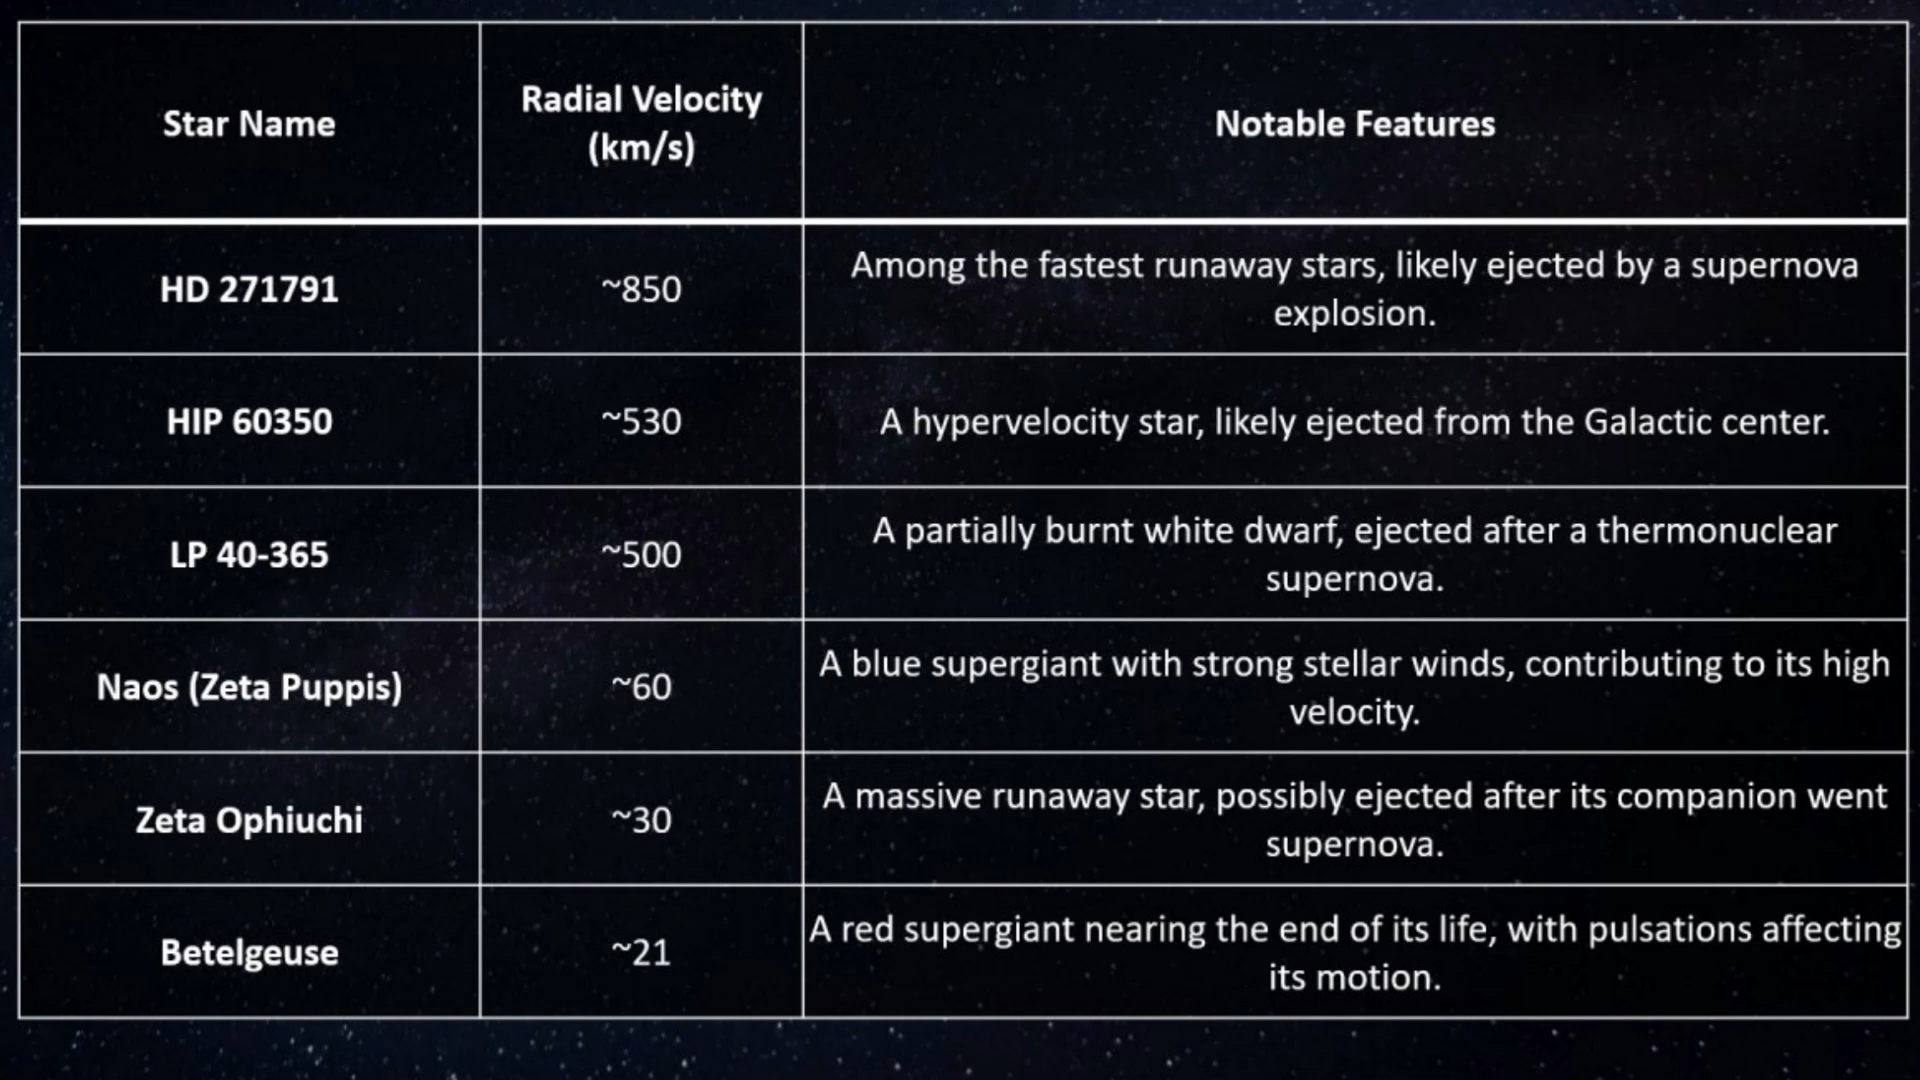 Star Name
Radial Velocity
(km/s)
Notable Features
HD 271791
~850
Among the fastest runaway stars, likely ejected by a supernova
explosion.
HIP 60350
~530
A hypervelocity star, likely ejected from the Galactic center.
LP 40-365
~500
A partially burnt white dwarf, ejected after a thermonuclear
supernova.
Naos (Zeta Puppis)
~60
A blue supergiant with strong stellar winds, contributing to its high
velocity.
Zeta Ophiuchi
~30
A massive runaway star, possibly ejected after its companion went
supernova.
Betelgeuse
~21
A red supergiant nearing the end of its life, with pulsations affecting
its motion.